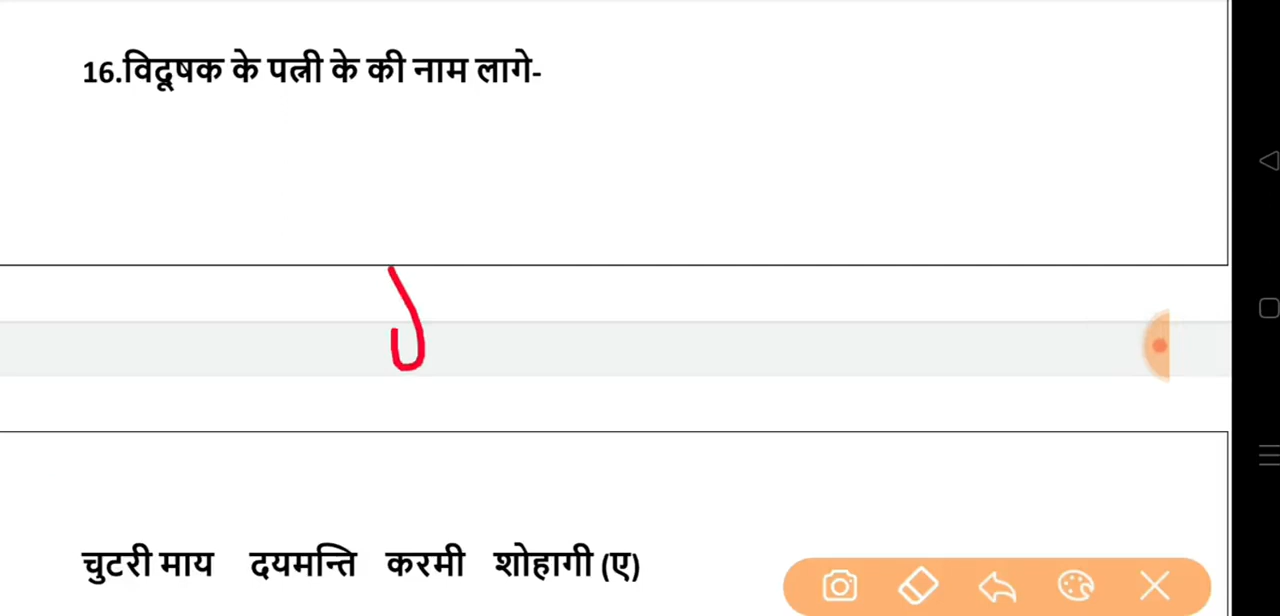 16.विदूषक के पत्नी के की नाम लागे-
चुटरी माय दयमन्ति करमी शोहागी (ए)